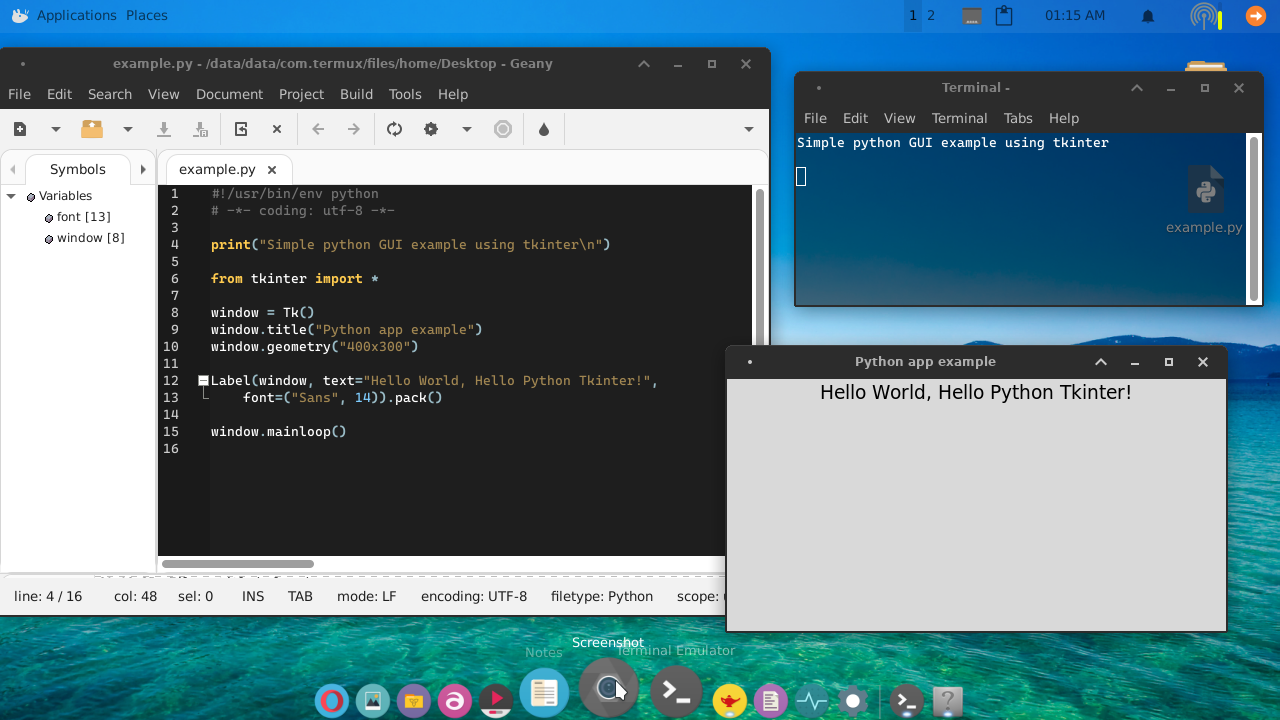 Applications Places
1 2
01:15 AM
example.py - /data/data/com.termux/files/home/Desktop - Geany
File Edit Search View Document Project Build Tools Help
Symbols
Variables
font [13]
window [8]
example.py
1 #!/usr/bin/env python
2 # -*- coding: utf-8 -*-
3
4 print("Simple python GUI example using tkinter\n")
5
6 from tkinter import *
7
8 window = Tk()
9 window.title("Python app example")
10 window.geometry("400x300")
11
12 Label(window, text="Hello World, Hello Python Tkinter!",
13 font=("Sans", 14)).pack()
14
15 window.mainloop()
16
line: 4 / 16 col: 48 sel: 0 INS TAB mode: LF encoding: UTF-8 filetype: Python scope:
Terminal -
File Edit View Terminal Tabs Help
Simple python GUI example using tkinter
example.py
Python app example
Hello World, Hello Python Tkinter!
Notes
Screenshot
Terminal Emulator